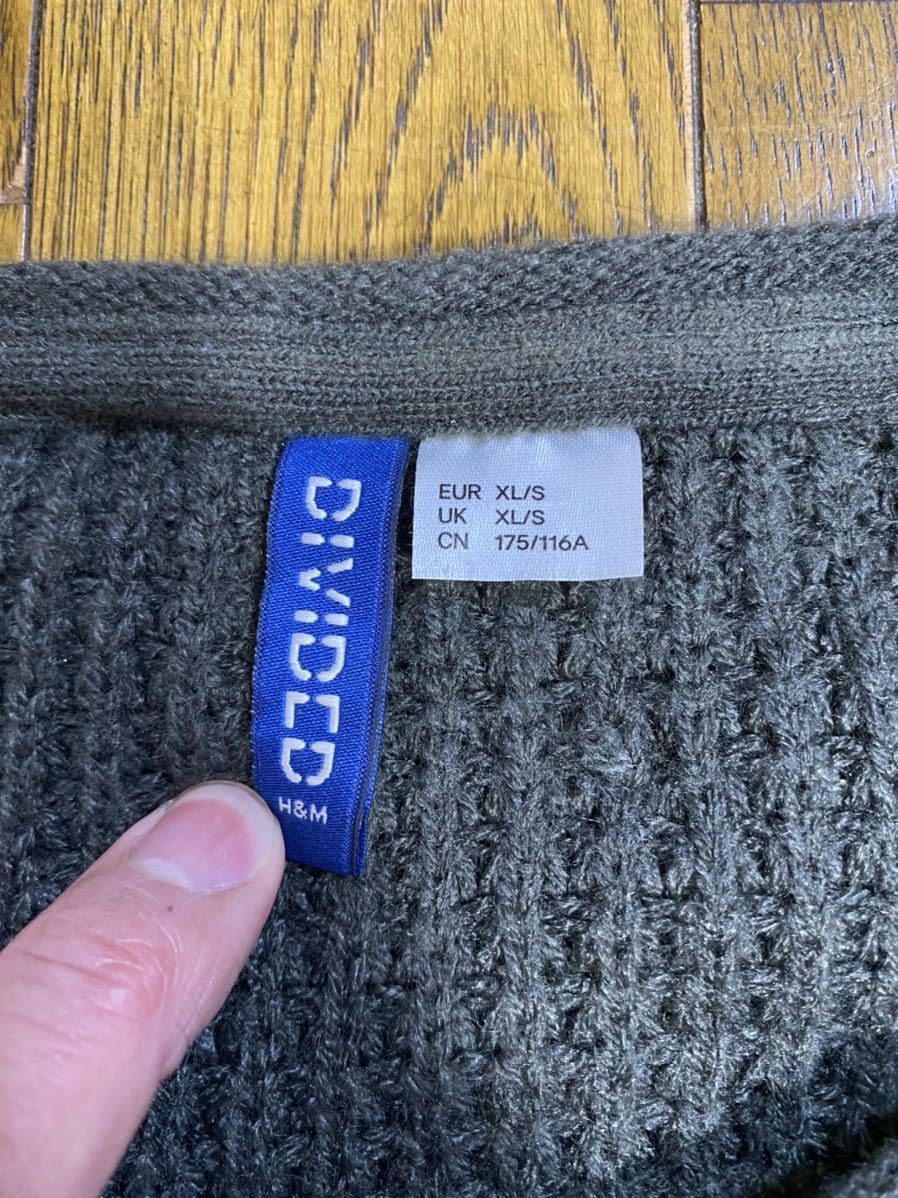 DIVIDED
H&M
EUR XL/S
UK XL/S
CN 175/116A